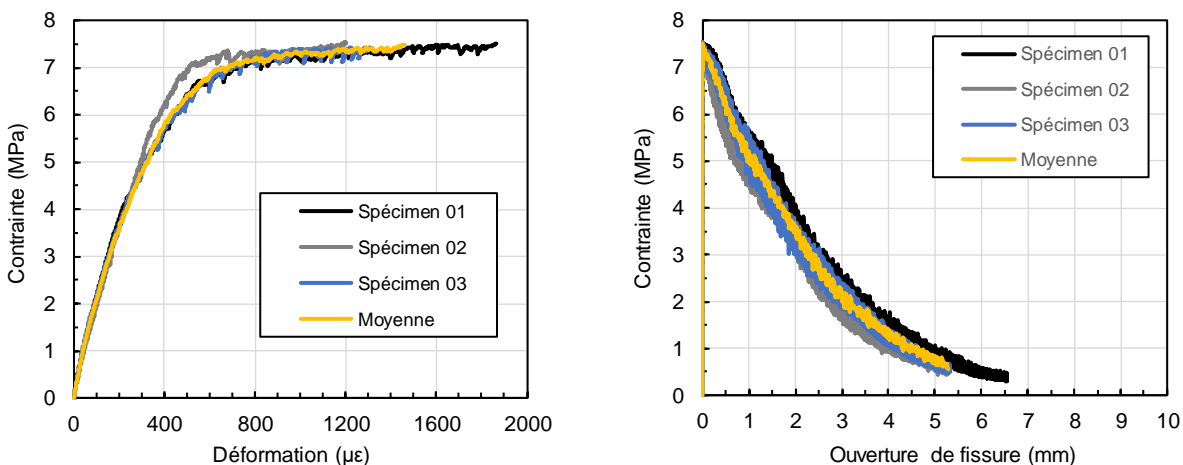 8
7
6
5
4
3
2
1
0
Contrainte (MPa)
0
400
800
1200
1600
2000
Déformation (µε)
Spécimen 01
Spécimen 02
Spécimen 03
Moyenne
8
7
6
5
4
3
2
1
0
Contrainte (MPa)
0
1
2
3
4
5
6
7
8
9
10
Ouverture de fissure (mm)
Spécimen 01
Spécimen 02
Spécimen 03
Moyenne